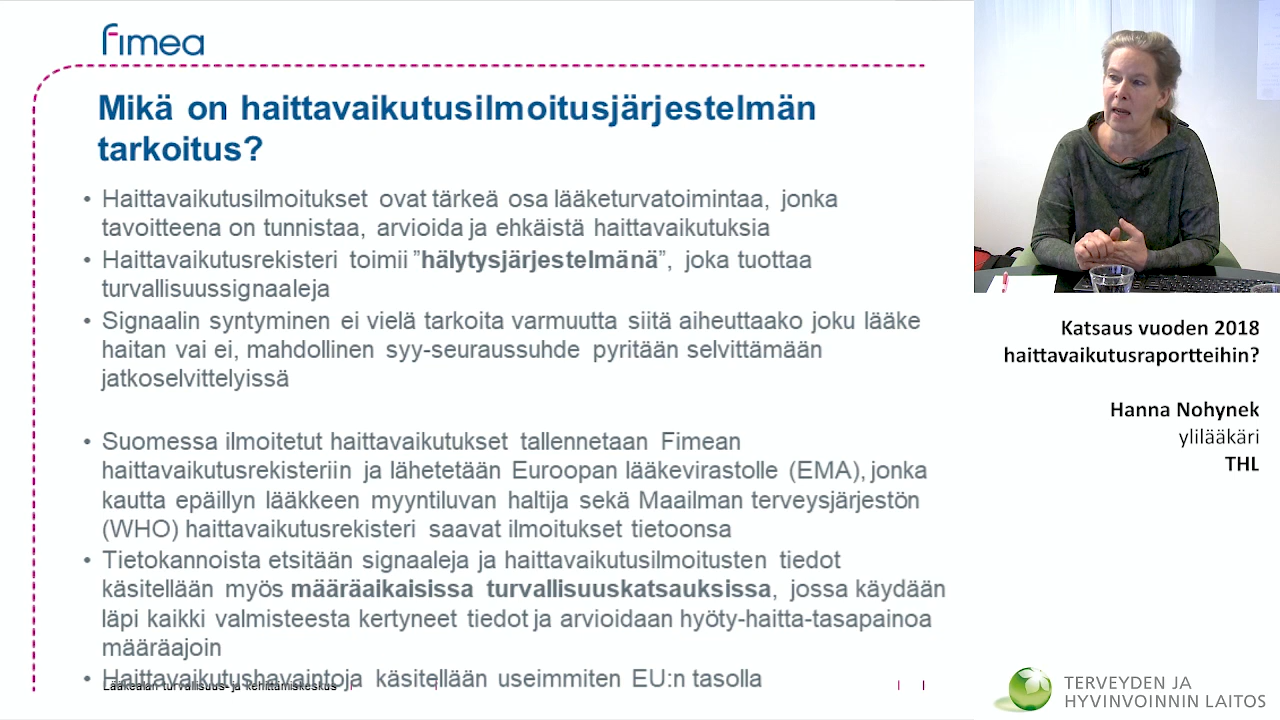 fimea
Mikä on haittavaikutusilmoitusjärjestelmän
tarkoitus?
• Haittavaikutusilmoitukset ovat tärkeä osa lääketurvatoimintaa, jonka
tavoitteena on tunnistaa, arvioida ja ehkäistä haittavaikutuksia
• Haittavaikutusrekisteri toimii ”hälytysjärjestelmänä”, joka tuottaa
turvallisuussignaaleja
• Signaalin syntyminen ei vielä tarkoita varmuutta siitä aiheuttaako joku lääke
haitan vai ei, mahdollinen syy-seuraussuhde pyritään selvittämään
jatkoselvittelyissä
• Suomessa ilmoitetut haittavaikutukset tallennetaan Fimean
haittavaikutusrekisteriin ja lähetetään Euroopan lääkevirastolle (EMA), jonka
kautta epäillyn lääkkeen myyntiluvan haltija sekä Maailman terveysjärjestön
(WHO) haittavaikutusrekisteri saavat ilmoitukset tietoonsa
• Tietokannoista etsitään signaaleja ja haittavaikutusilmoitusten tiedot
käsitellään myös määräaikaisissa turvallisuuskatsauksissa, jossa käydään
läpi kaikki valmisteesta kertyneet tiedot ja arvioidaan hyöty-haitta-tasapainoa
määräajoin
• Haittavaikutushavaintoja käsitellään useimmiten EU:n tasolla
Lääkealan turvallisuus- ja kehittämiskeskus
Katsaus vuoden 2018
haittavaikutusraportteihin?
Hanna Nohynek
ylilääkäri
THL
TERVEYDEN JA
HYVINVOINNIN LAITOS